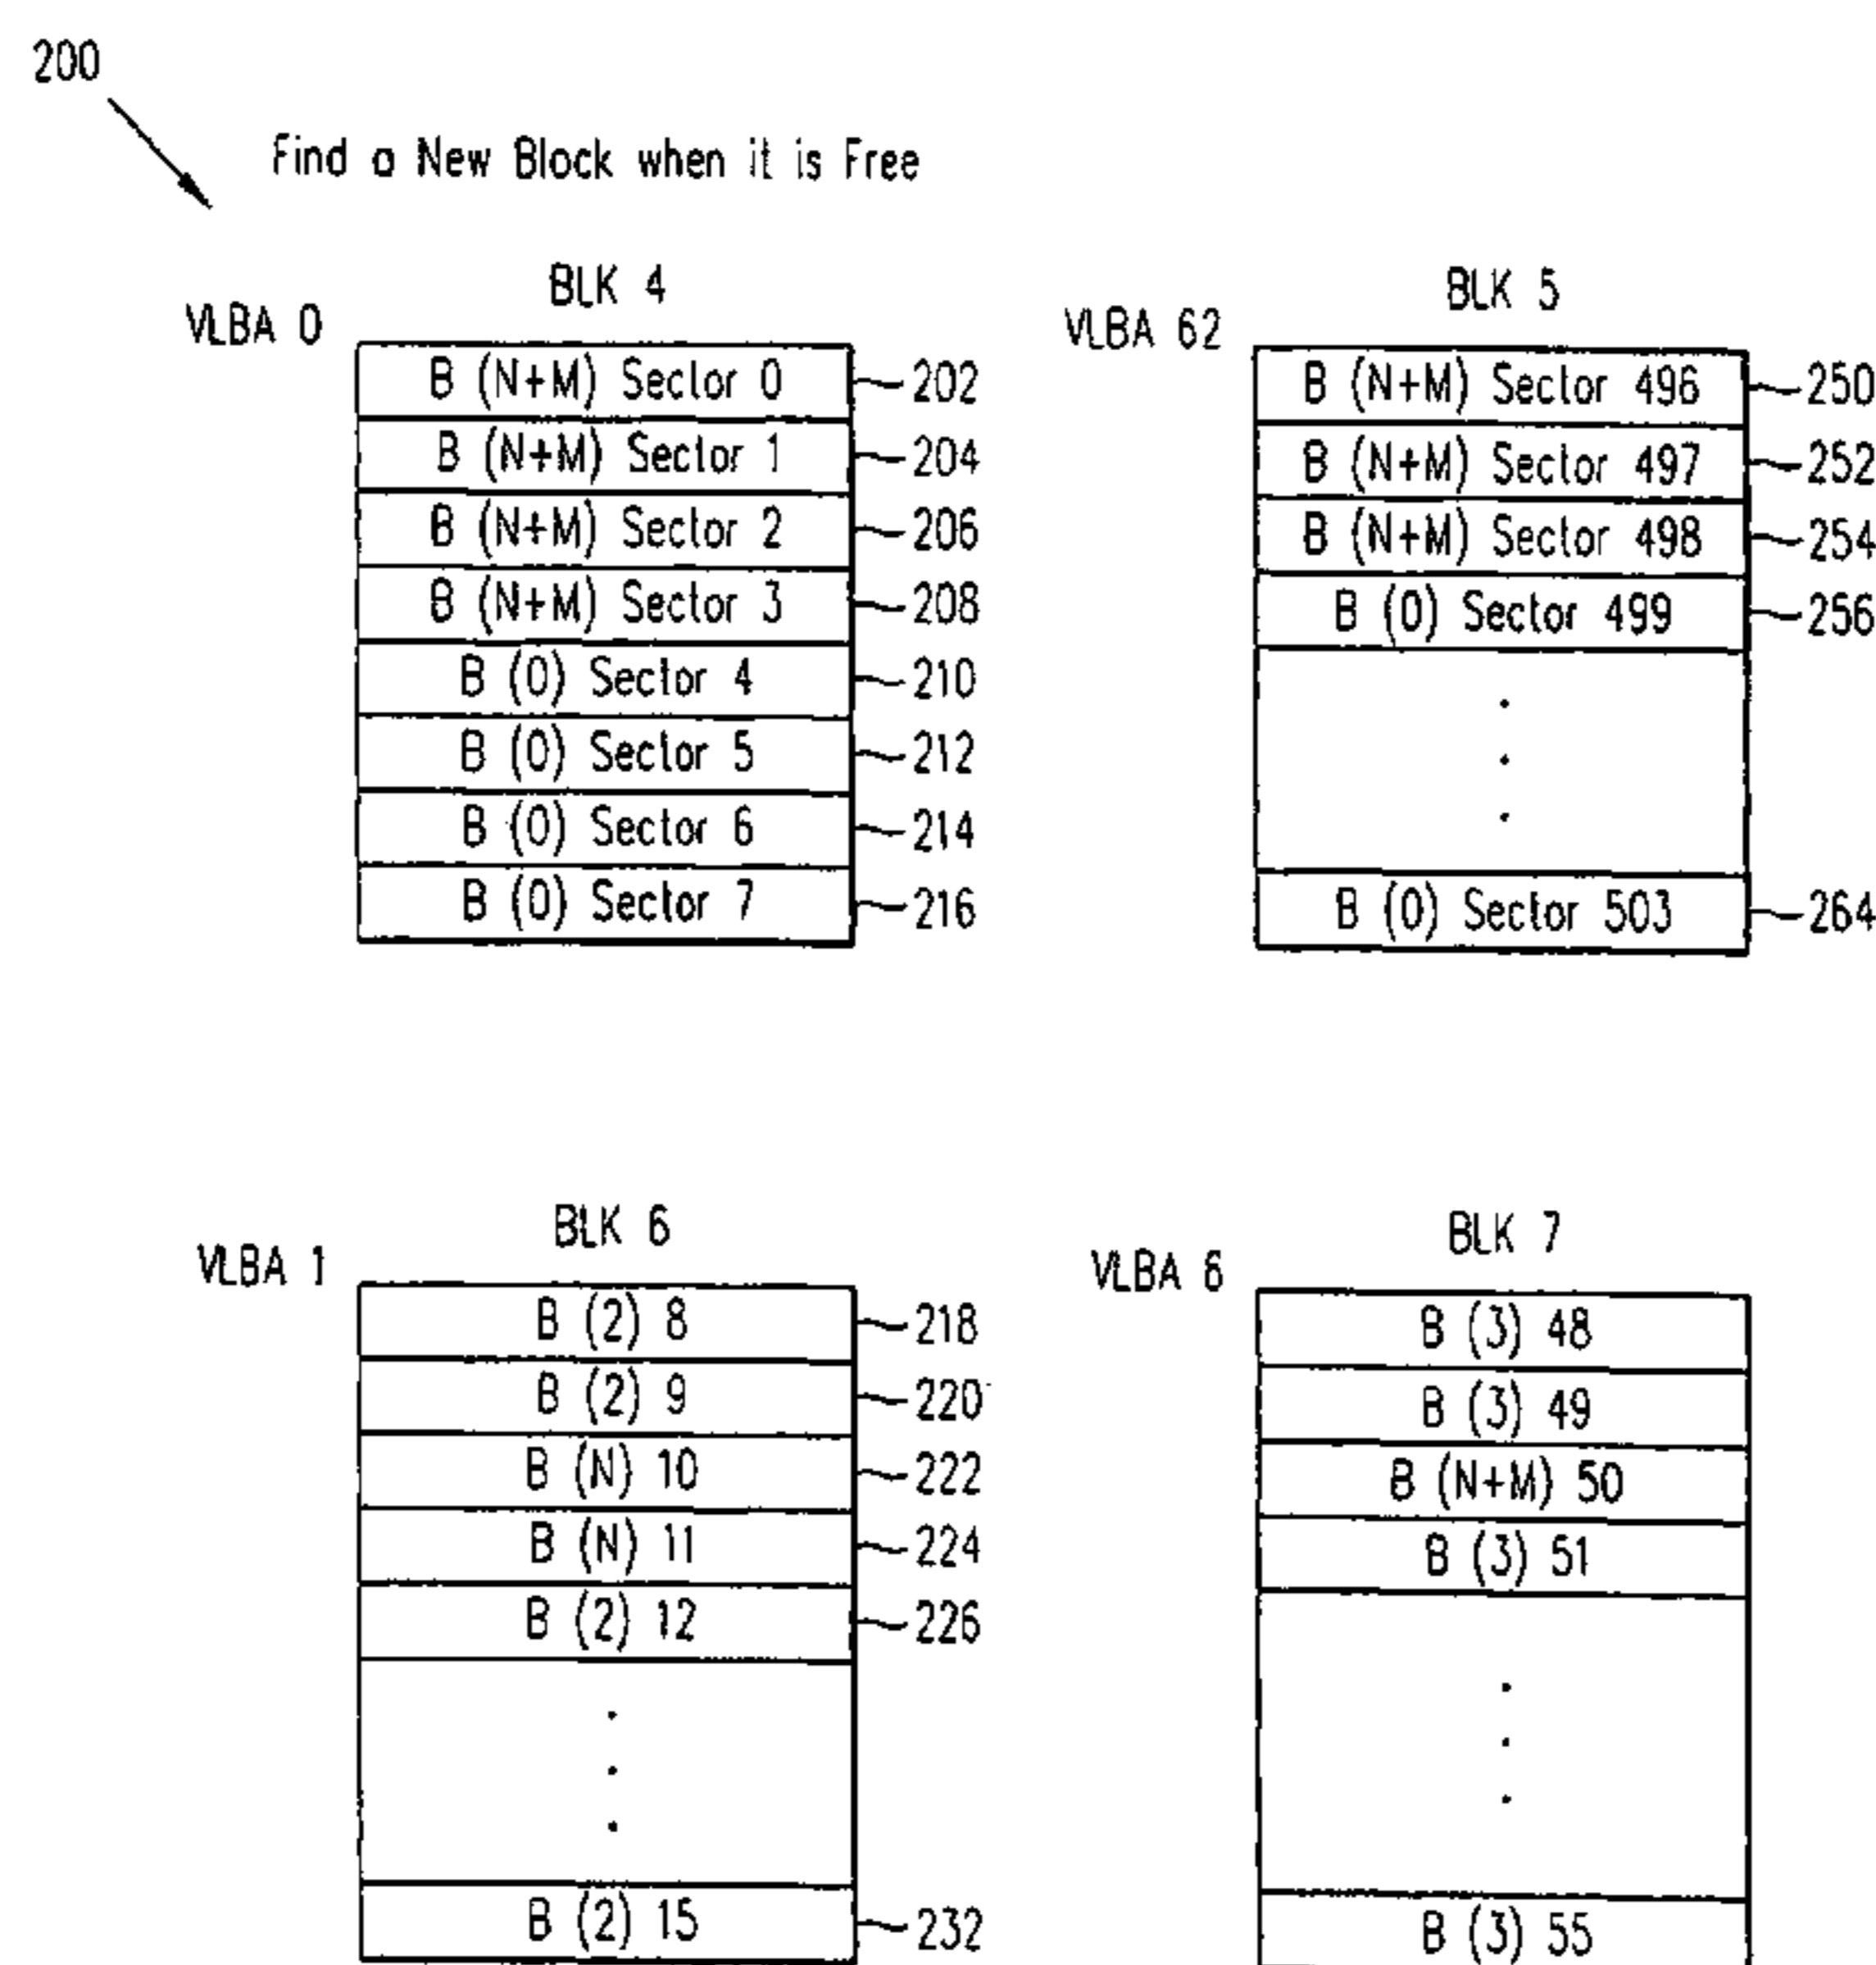 200
Find a New Block when it is Free
BLK 4
VLBA 0
B (N+M) Sector 0 202
B (N+M) Sector 1 204
B (N+M) Sector 2 206
B (N+M) Sector 3 208
B (0) Sector 4 210
B (0) Sector 5 212
B (0) Sector 6 214
B (0) Sector 7 216
BLK 5
VLBA 62
B (N+M) Sector 496 250
B (N+M) Sector 497 252
B (N+M) Sector 498 254
B (0) Sector 499 256
B (0) Sector 503 264
BLK 6
VLBA 1
B (2) 8 218
B (2) 9 220
B (N) 10 222
B (N) 11 224
B (2) 12 226
B (2) 15 232
BLK 7
VLBA 6
B (3) 48
B (3) 49
B (N+M) 50
B (3) 51
B (3) 55